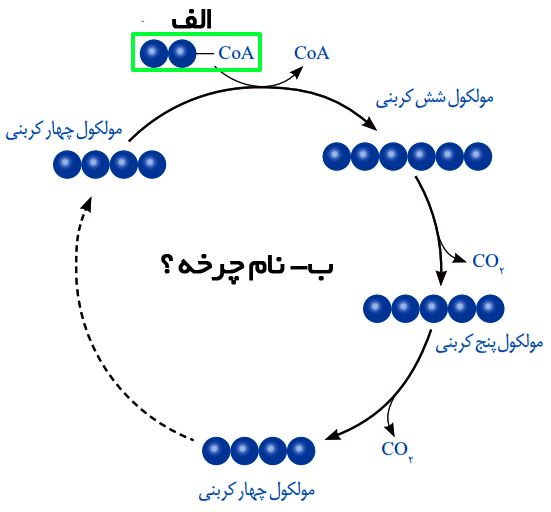 الف
CoA
CoA
مولکول شش کربنی
مولکول چهار کربنی
CO۲
ب- نام چرخه ؟
مولکول پنج کربنی
CO۲
مولکول چهار کربنی